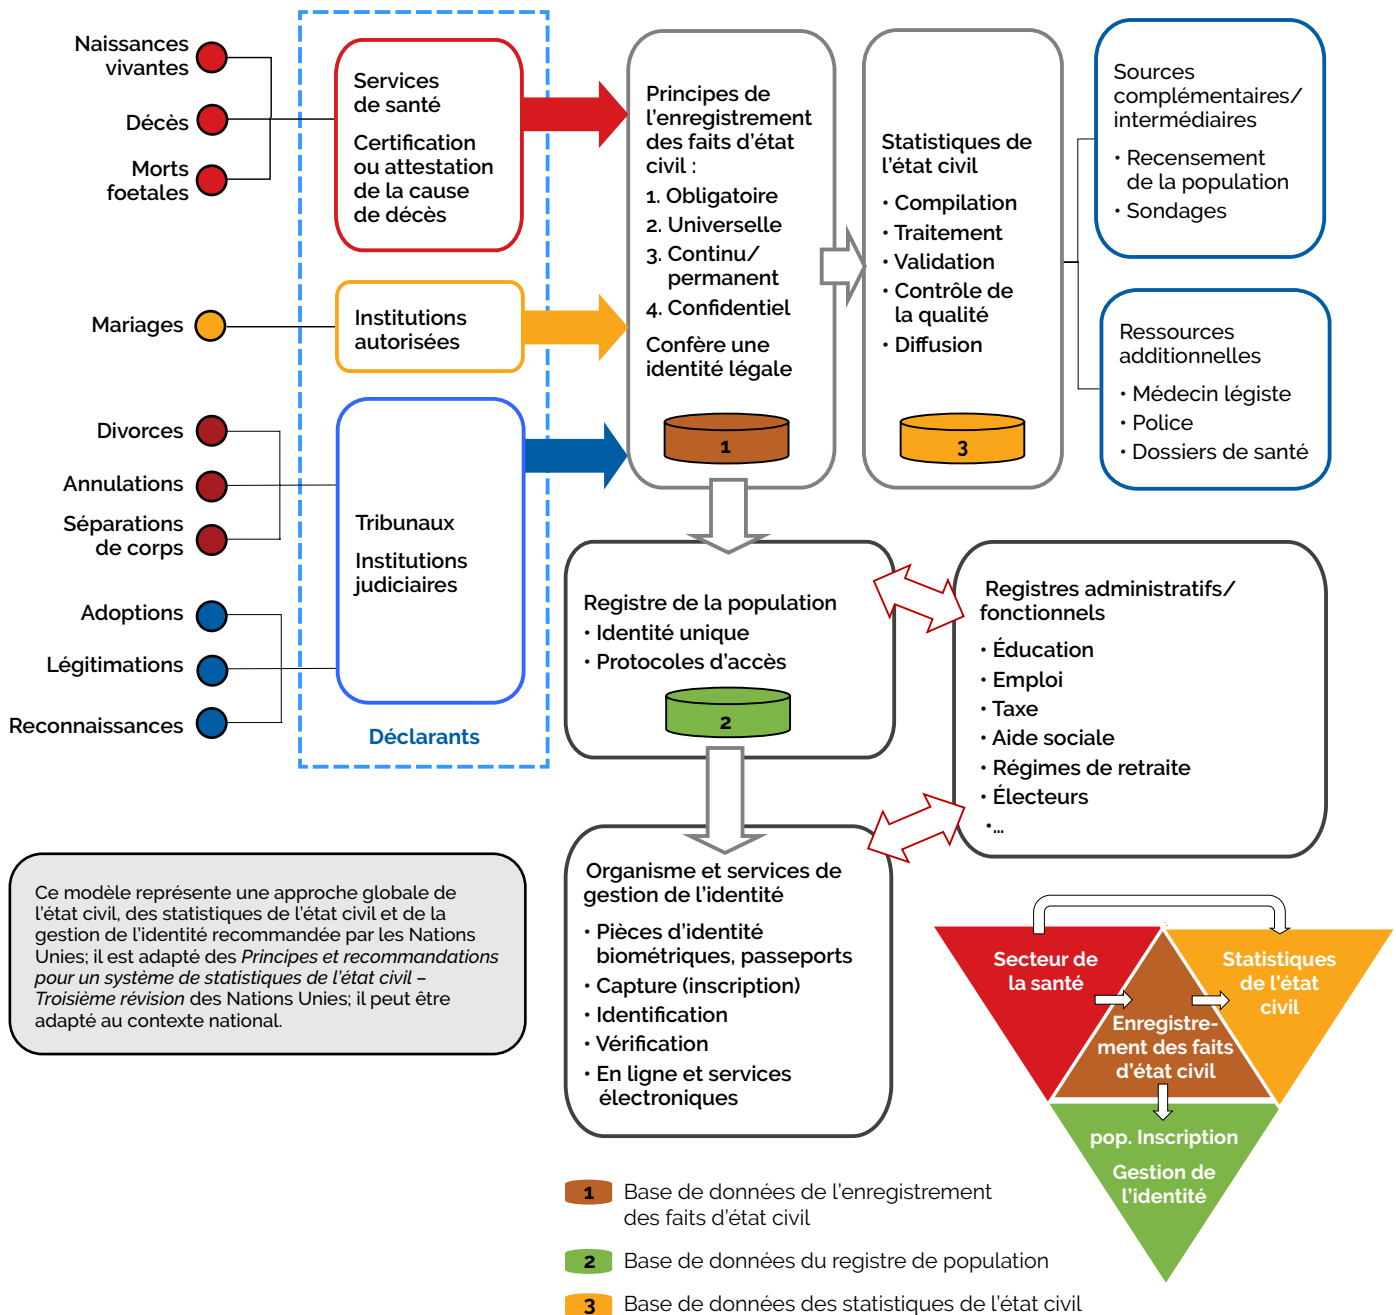 Naissances
vivantes
Décès
Morts
foetales
Mariages
Divorces
Annulations
Séparations
de corps
Adoptions
Légitimations
Reconnaissances
Services
de santé
Certification
ou attestation
de la cause
de décès
Institutions
autorisées
Tribunaux
Institutions
judiciaires
Déclarants
Principes de
l'enregistrement
des faits d'état
civil :
1. Obligatoire
2. Universelle
3. Continu/
permanent
4. Confidentiel
Confère une
identité légale
1
Statistiques de
l'état civil
• Compilation
• Traitement
• Validation
• Contrôle de
la qualité
• Diffusion
3
Sources
complémentaires/
intermédiaires
• Recensement
de la population
• Sondages
Ressources
additionnelles
• Médecin légiste
• Police
• Dossiers de santé
Registre de la population
• Identité unique
• Protocoles d'accès
2
Registres administratifs/
fonctionnels
• Éducation
• Emploi
• Taxe
• Aide sociale
• Régimes de retraite
• Électeurs
•...
Organisme et services de
gestion de l'identité
• Pièces d'identité
biométriques, passeports
• Capture (inscription)
• Identification
• Vérification
• En ligne et services
électroniques
Ce modèle représente une approche globale de
l'état civil, des statistiques de l'état civil et de la
gestion de l'identité recommandée par les Nations
Unies; il est adapté des Principes et recommandations
pour un système de statistiques de l'état civil –
Troisième révision des Nations Unies; il peut être
adapté au contexte national.
Secteur de
la santé
Statistiques
de l'état
civil
Enregistre-
ment des faits
d'état civil
pop. Inscription
Gestion de
l'identité
1 Base de données de l'enregistrement
des faits d'état civil
2 Base de données du registre de population
3 Base de données des statistiques de l'état civil